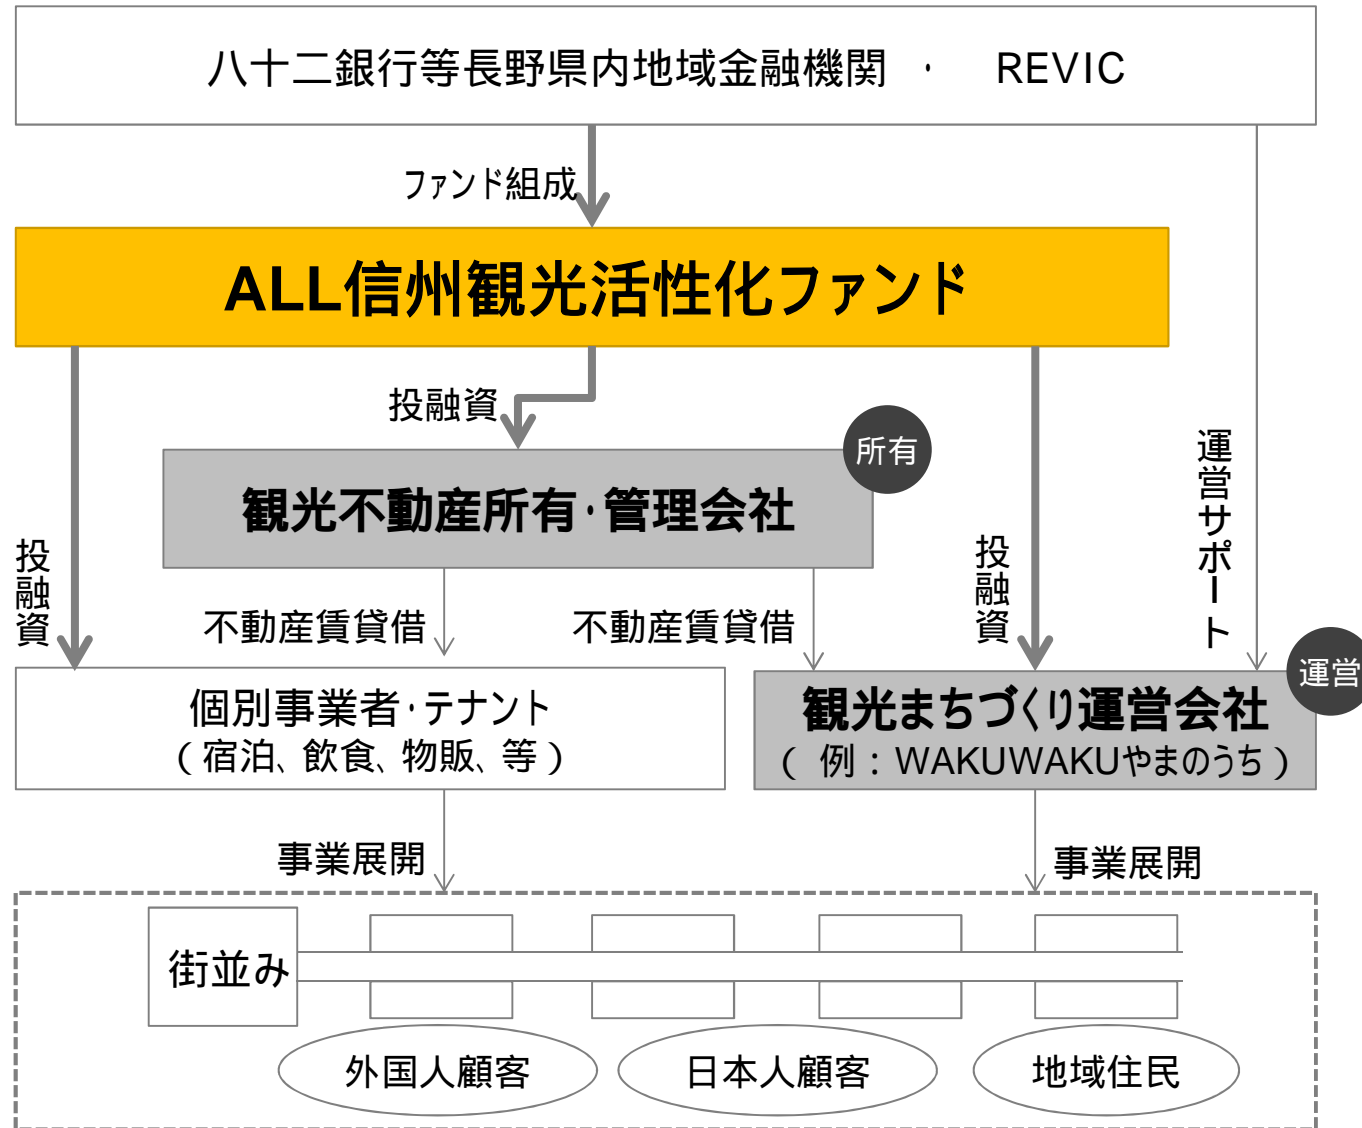 八十二銀行等長野県内地域金融機関 ・ REVIC
ファンド組成
ALL信州観光活性化ファンド
投融資
所有
運営サポート
観光不動産所有・管理会社
投融資
投融資
不動産賃貸借
不動産賃貸借
運営
個別事業者・テナント
（宿泊、飲食、物販、等）
観光まちづくり運営会社
（ 例：WAKUWAKUやまのうち）
事業展開
事業展開
街並み
外国人顧客
日本人顧客
地域住民